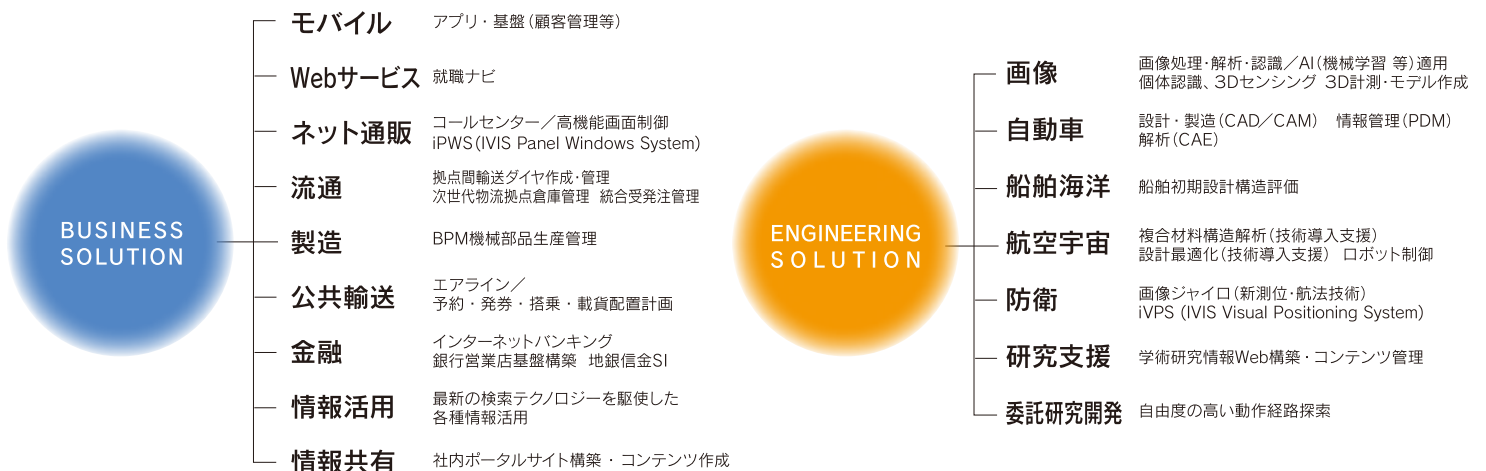 BUSINESS
SOLUTION
モバイル
アプリ・基盤（顧客管理等）
Webサービス
就職ナビ
ネット通販
コールセンター／高機能画面制御
iPWS(IVIS Panel Windows System)
流通
拠点間輸送ダイヤ作成・管理
次世代物流拠点倉庫管理　統合受発注管理
製造
BPM機械部品生産管理
公共輸送
エアライン／
予約・発券・搭乗・載貨配置計画
金融
インターネットバンキング
銀行営業店基盤構築　地銀信金SI
情報活用
最新の検索テクノロジーを駆使した
各種情報活用
情報共有
社内ポータルサイト構築・コンテンツ作成
ENGINEERING
SOLUTION
画像
画像処理・解析・認識／AI（機械学習 等）適用
個体認識、3Dセンシング 3D計測・モデル作成
自動車
設計・製造（CAD／CAM）　情報管理（PDM）
解析（CAE）
船舶海洋
船舶初期設計構造評価
航空宇宙
複合材料構造解析（技術導入支援）
設計最適化（技術導入支援）　ロボット制御
防衛
画像ジャイロ（新測位・航法技術）
iVPS (IVIS Visual Positioning System)
研究支援
学術研究情報Web構築・コンテンツ管理
委託研究開発
自由度の高い動作経路探索